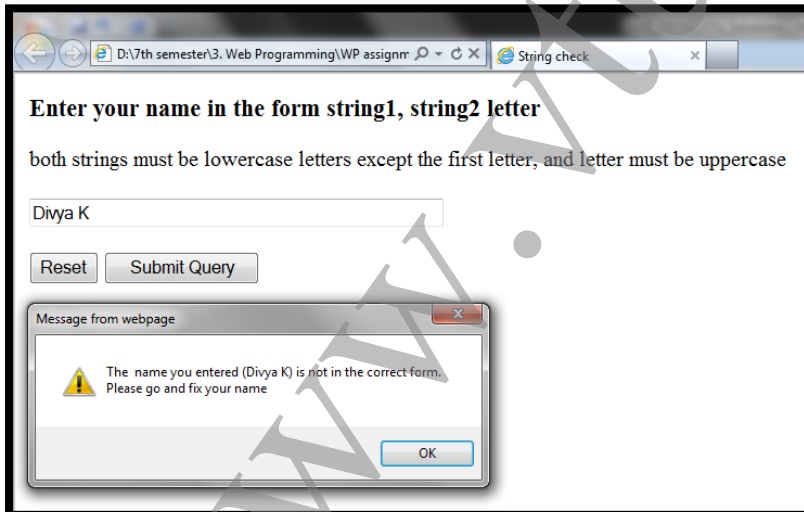 D:\7th semester\3. Web Programming\WP assignm
String check
Enter your name in the form string1, string2 letter
both strings must be lowercase letters except the first letter, and letter must be uppercase
Divya K
Reset Submit Query
Message from webpage
The name you entered (Divya K) is not in the correct form.
Please go and fix your name
OK